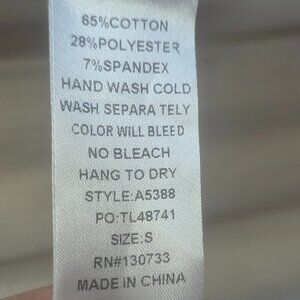 65%COTTON
28%POLYESTER
7%SPANDEX
HAND WASH COLD
WASH SEPARA TELY
COLOR WILL BLEED
NO BLEACH
HANG TO DRY
STYLE:A5388
PO:TL48741
SIZE:S
RN#130733
MADE IN CHINA